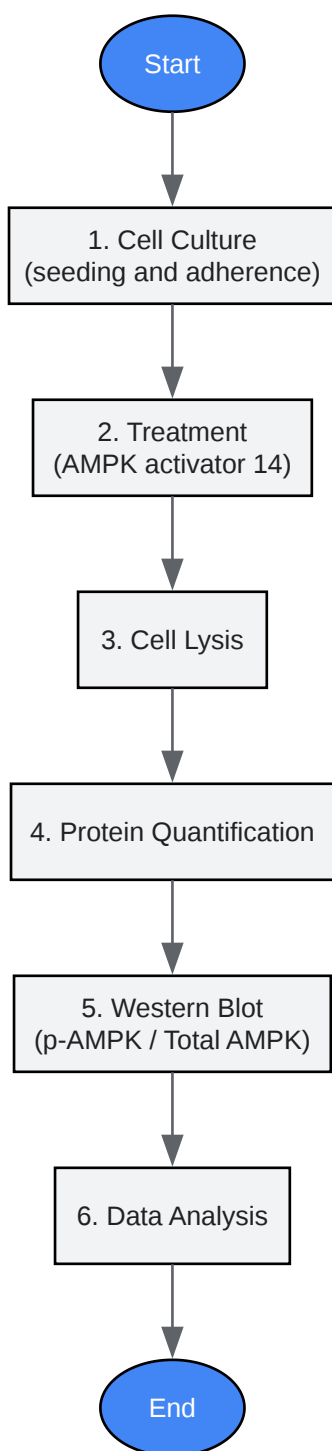 Start
1. Cell Culture
(seeding and adherence)
2. Treatment
(AMPK activator 14)
3. Cell Lysis
4. Protein Quantification
5. Western Blot
(p-AMPK / Total AMPK)
6. Data Analysis
End